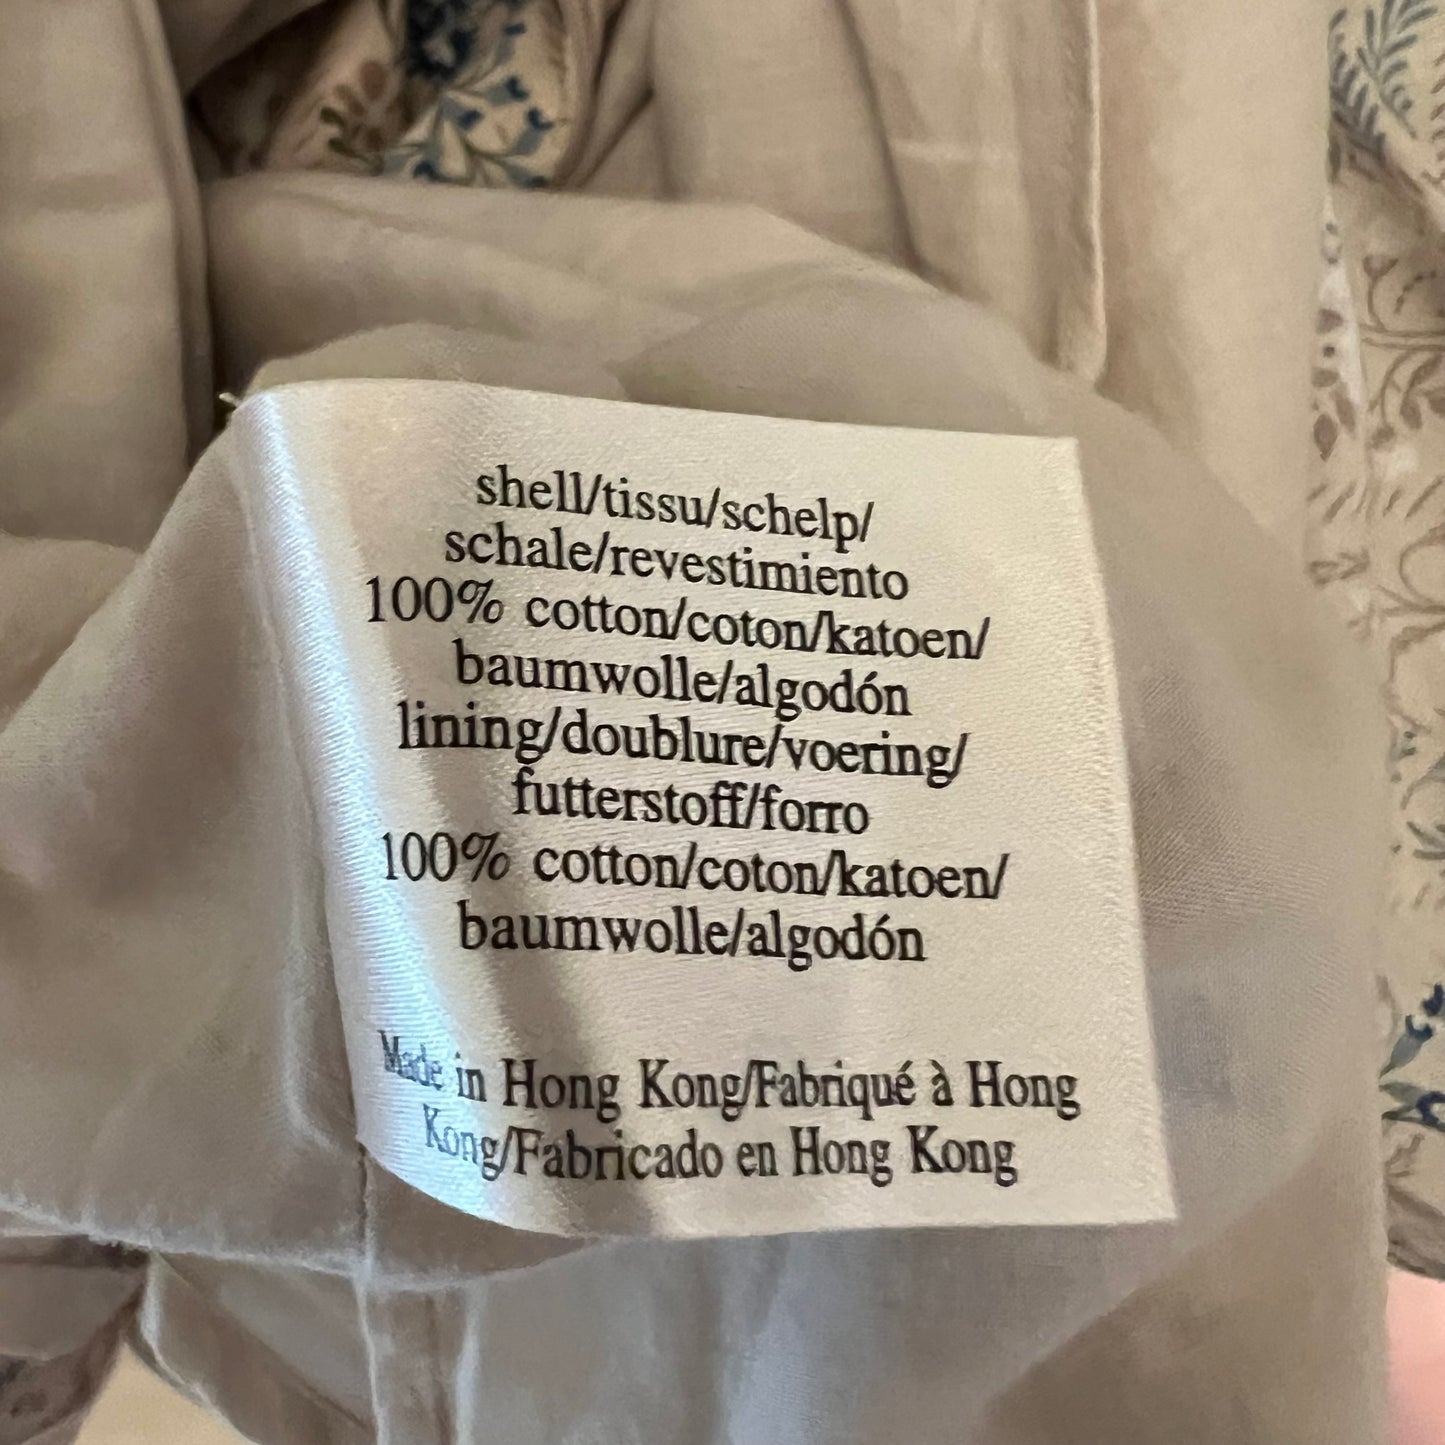 shell/tissu/schelp/
schale/revestimiento
100% cotton/coton/katoen/
baumwolle/algodón
lining/doublure/voering/
futterstoff/forro
100% cotton/coton/katoen/
baumwolle/algodón
Made in Hong Kong/Fabriqué à Hong
Kong/Fabricado en Hong Kong